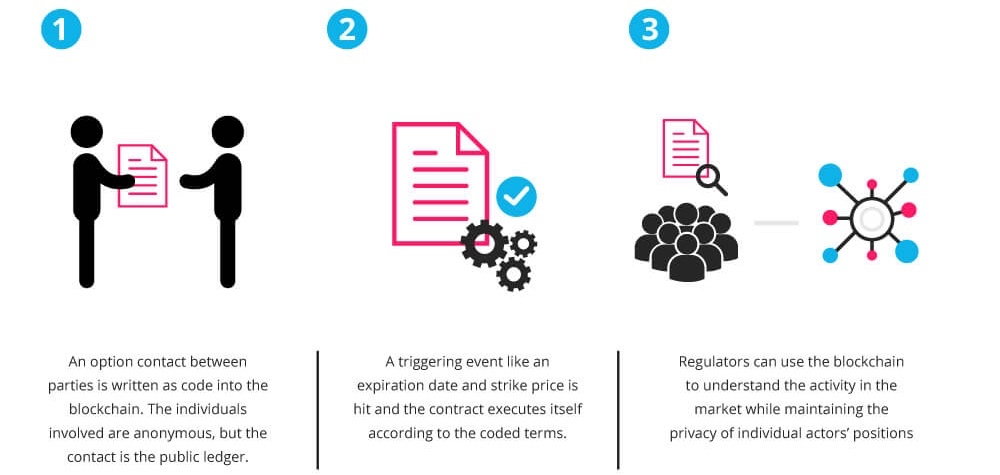 1
An option contact between
parties is written as code into the
blockchain. The individuals
involved are anonymous, but the
contact is the public ledger.
2
A triggering event like an
expiration date and strike price is
hit and the contract executes itself
according to the coded terms.
3
Regulators can use the blockchain
to understand the activity in the
market while maintaining the
privacy of individual actors’ positions